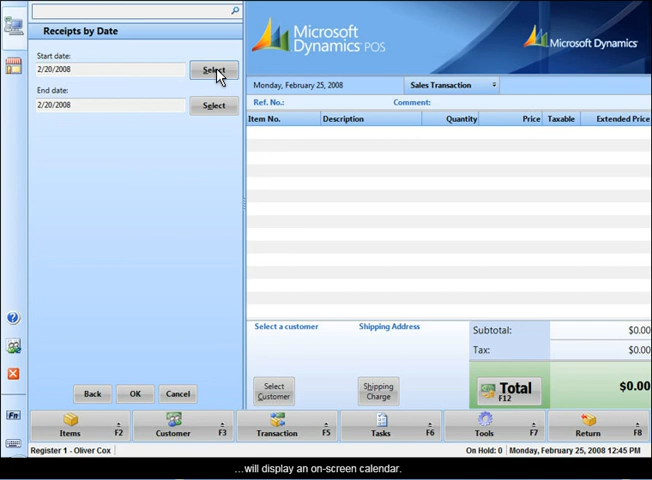 Receipts by Date
Start date:
2/20/2008
Select
End date:
2/20/2008
Select
Back
OK
Cancel
Microsoft
Dynamics POS
Microsoft Dynamics
Monday, February 25, 2008
Sales Transaction
Ref. No.:
Comment:
Item No.
Description
Quantity
Price
Taxable
Extended Price
Select a customer
Shipping Address
Select
Customer
Shipping
Charge
Subtotal:
$0.00
Tax:
$0.00
Total
F12
$0.00
Fn
Items F2
Customer F3
Transaction F5
Tasks F6
Tools F7
Return F8
Register 1 - Oliver Cox
On Hold: 0
Monday, February 25, 2008 12:45 PM
…will display an on-screen calendar.